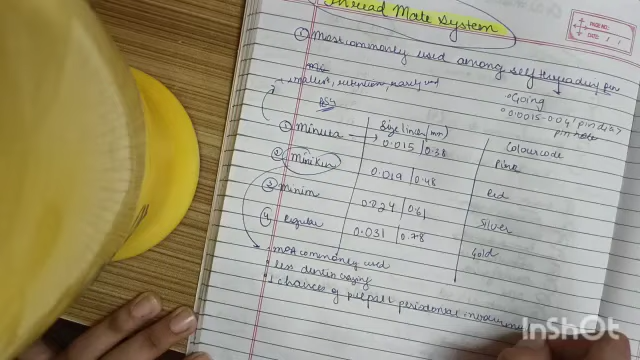 Thread Mate System
PAGE NO.:
DATE: / /
① Most commonly used among self threading pin
→ smallest, retention, rarely used
Going
0.0015-0.004" pin dia >
pin hole
Size (inches) (mm)
Colour code
① Minuta → 0.015 | 0.38 Pink
② Minikin 0.019 | 0.48 Red
③ Minim 0.024 | 0.61 Silver
④ Regular 0.031 | 0.78 Gold
commonly used
less dentin crazing
↓ chances of pulpal & periodontal involvement
InShOt